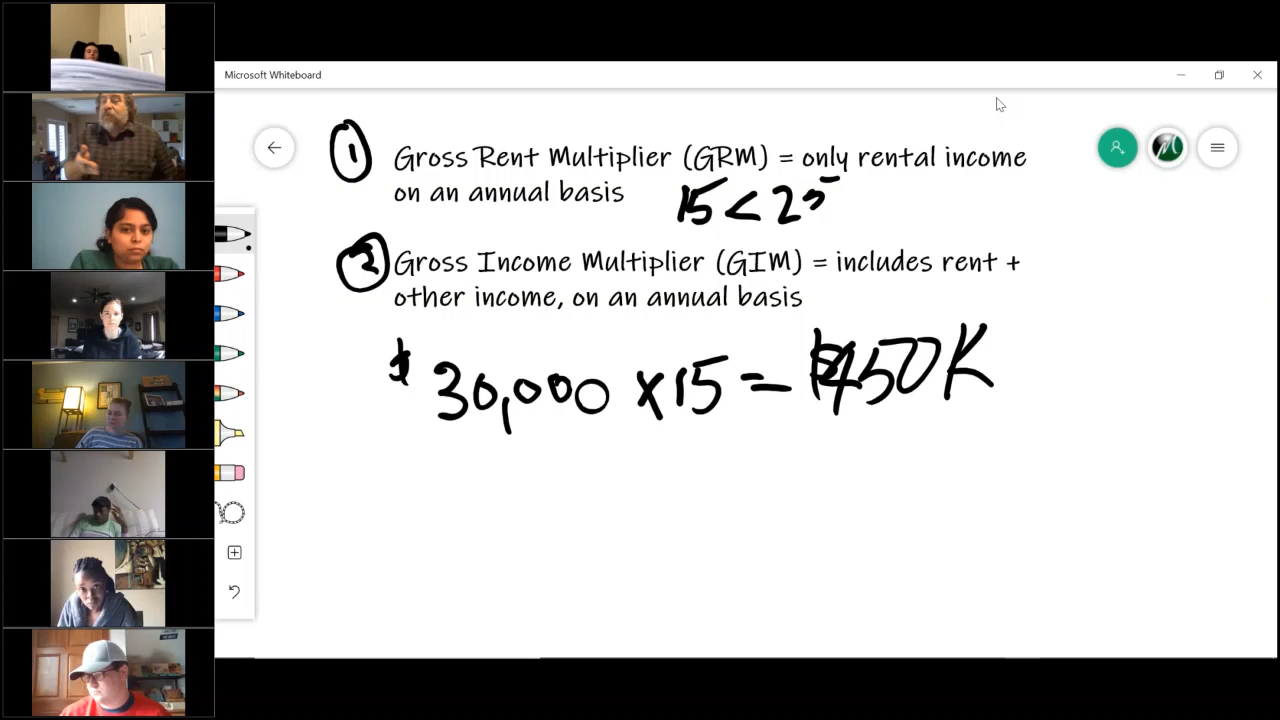 Microsoft Whiteboard
1 Gross Rent Multiplier (GRM) = only rental income
on an annual basis
15 < 25
2 Gross Income Multiplier (GIM) = includes rent +
other income, on an annual basis
$30,000 x 15 = $450K